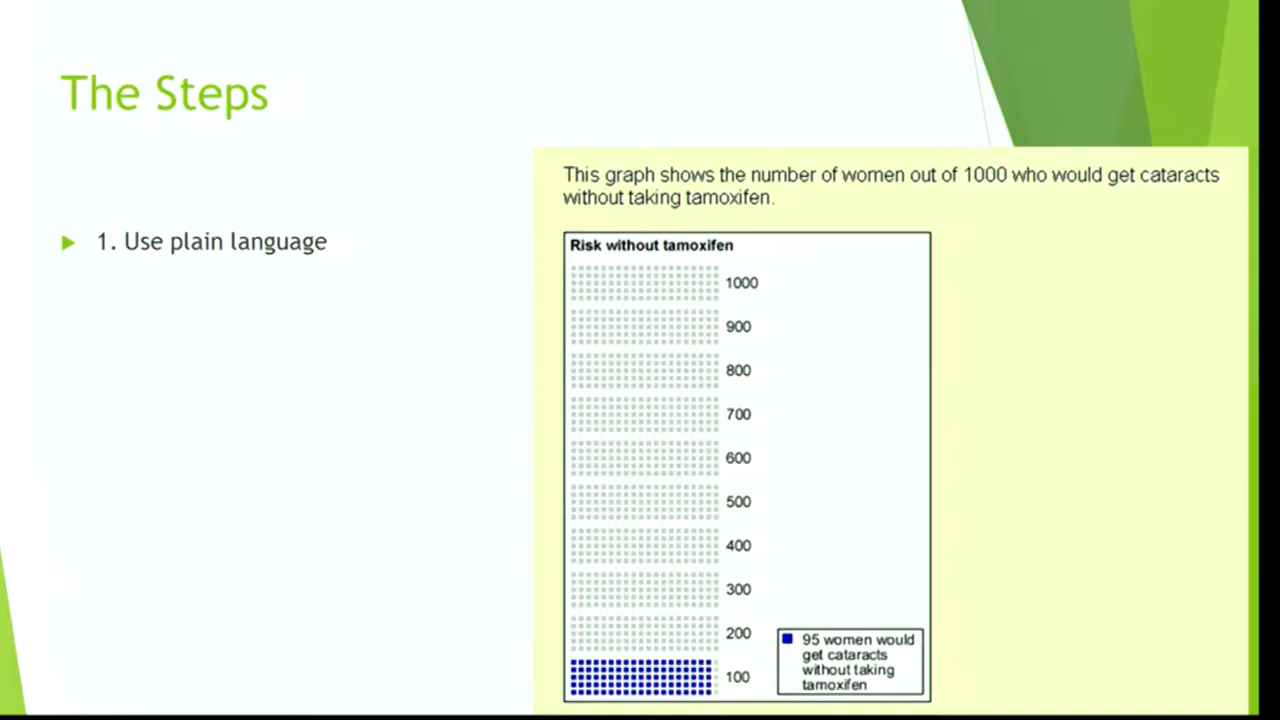 The Steps
1. Use plain language
This graph shows the number of women out of 1000 who would get cataracts
without taking tamoxifen.
Risk without tamoxifen
1000
900
800
700
600
500
400
300
200
100
95 women would
get cataracts
without taking
tamoxifen